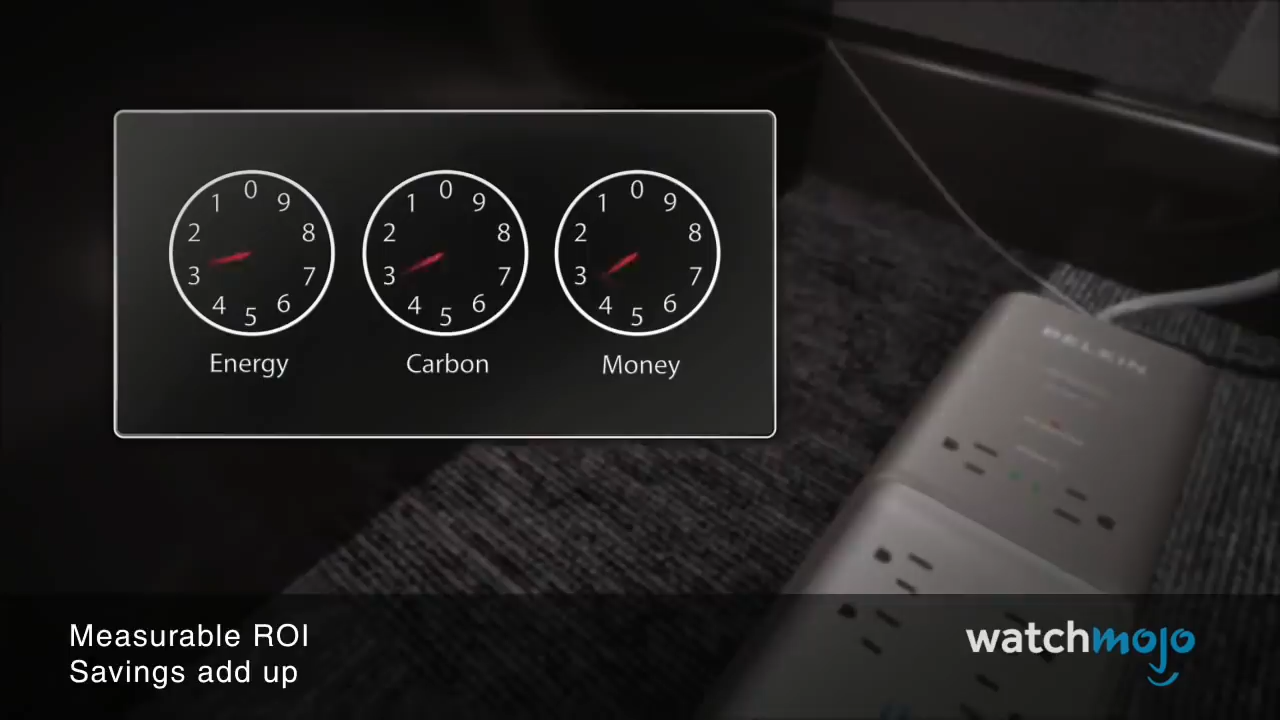 0
1 9
2 8
3 7
4 6
5
Energy
0
1 9
2 8
3 7
4 6
5
Carbon
0
1 9
2 8
3 7
4 6
5
Money
BELKIN
Measurable ROI
Savings add up
watchmojo